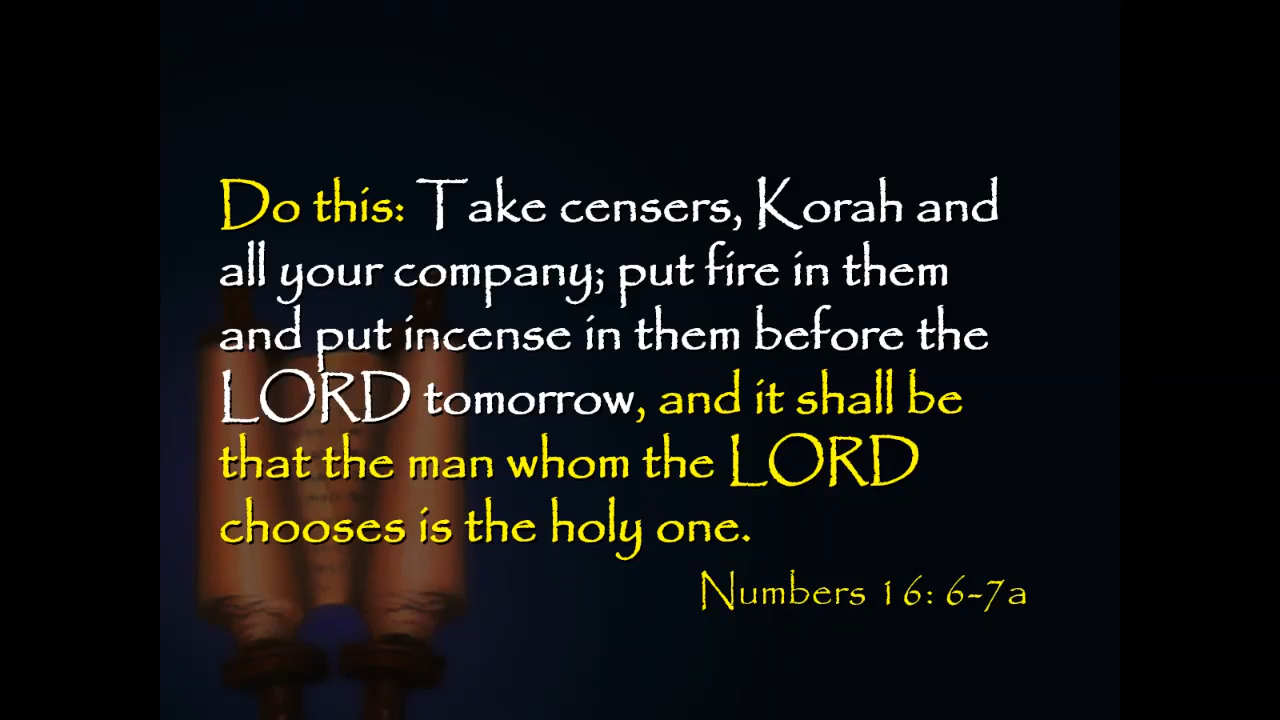 Do this: Take censers, Korah and
all your company; put fire in them
and put incense in them before the
LORD tomorrow, and it shall be
that the man whom the LORD
chooses is the holy one.
Numbers 16: 6-7a